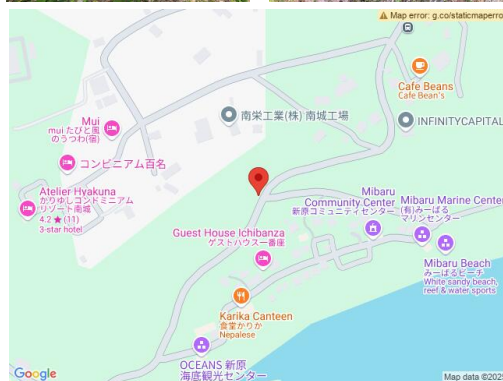 Map error: g.co/staticmaperro
Cafe Beans
Cafe Bean's
南栄工業(株) 南城工場
INFINITYCAPITAL
Mui
mui たびと風
のうつわ(宿)
コンビニアム百名
Atelier Hyakuna
かりゆしコンドミニアム
リゾート南城
4.2 ★ (11)
3-star hotel
Mibaru
Community Center
新原コミュニティセンター
Mibaru Marine Center
(有)みーばる
マリンセンター
Guest House Ichibanza
ゲストハウス一番座
Mibaru Beach
みーばるビーチ
White sandy beach,
reef & water sports
Karika Canteen
食堂かりか
Nepalese
OCEANS 新原
海底観光センター
Google
Map data ©202